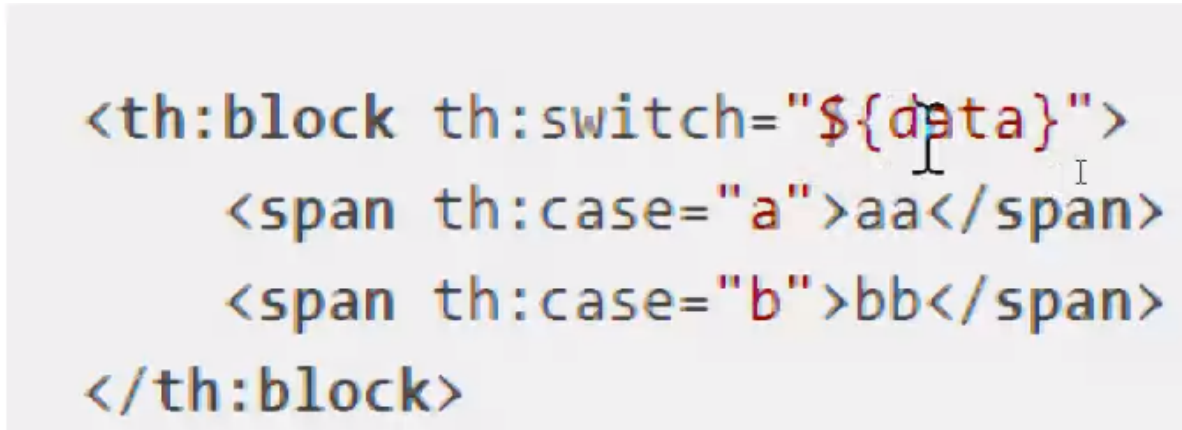 <th:block th:switch="${data}">
<span th:case="a">aa</span>
<span th:case="b">bb</span>
</th:block>